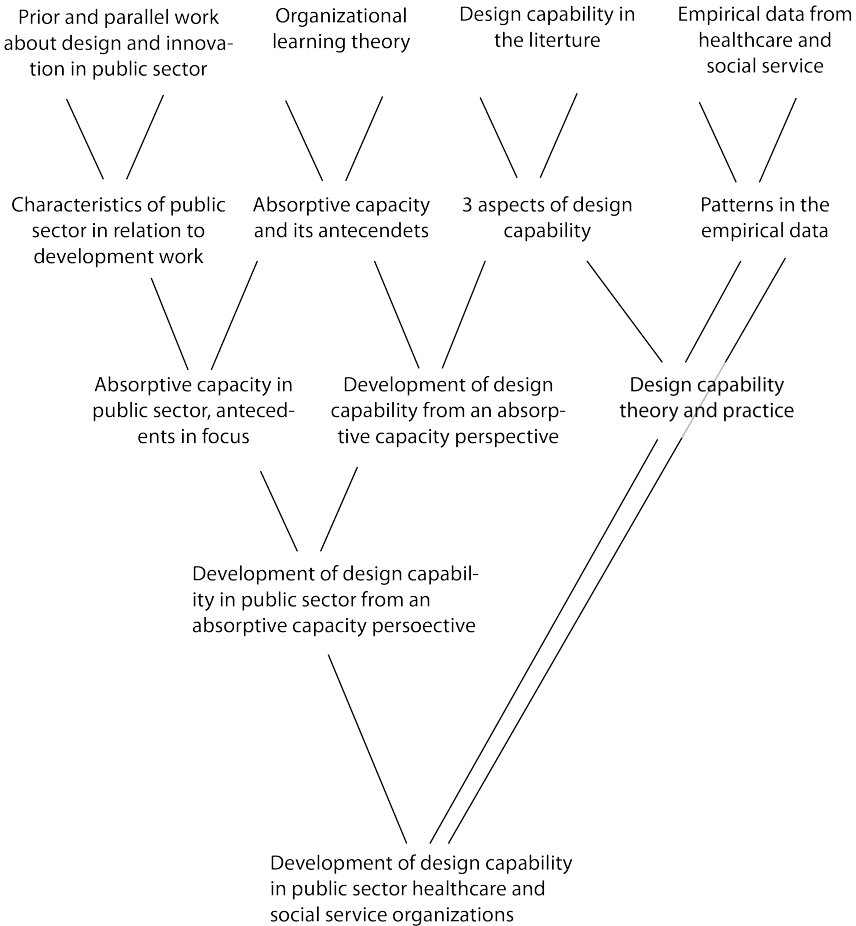 Prior and parallel work
about design and innova-
tion in public sector
Organizational
learning theory
Design capability in
the literture
Empirical data from
healthcare and
social service
Characteristics of public
sector in relation to
development work
Absorptive capacity
and its antecendets
3 aspects of design
capability
Patterns in the
empirical data
Absorptive capacity in
public sector, anteced-
ents in focus
Development of design
capability from an absorp-
tive capacity perspective
Design capability
theory and practice
Development of design capabil-
ity in public sector from an
absorptive capacity persoective
Development of design capability
in public sector healthcare and
social service organizations